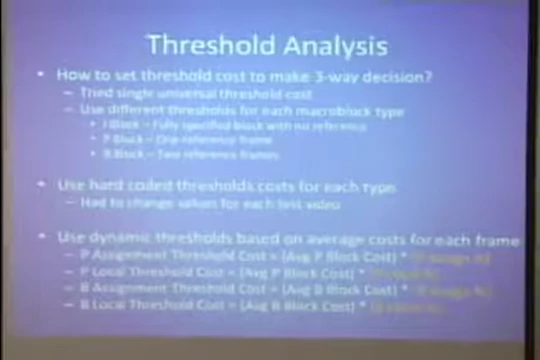 Threshold Analysis
• How to set threshold cost to make 3-way decision?
– Tried single universal threshold cost
– Use different thresholds for each macroblock type
• I Block – Fully specified block with no reference
• P Block – One reference frame
• B Block – Two reference frames
• Use hard coded thresholds costs for each type
– Had to change values for each test video
• Use dynamic thresholds based on average costs for each frame
– P Assignment Threshold Cost = (Avg P Block Cost) *
– P Local Threshold Cost = (Avg P Block Cost) *
– B Assignment Threshold Cost = (Avg B Block Cost) *
– B Local Threshold Cost = (Avg B Block Cost) *